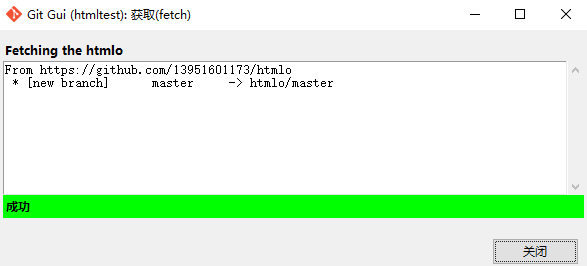 Git Gui (htmltest): 获取(fetch)
Fetching the htmlo
From https://github.com/13951601173/htmlo
 * [new branch]      master     -> htmlo/master
成功
关闭